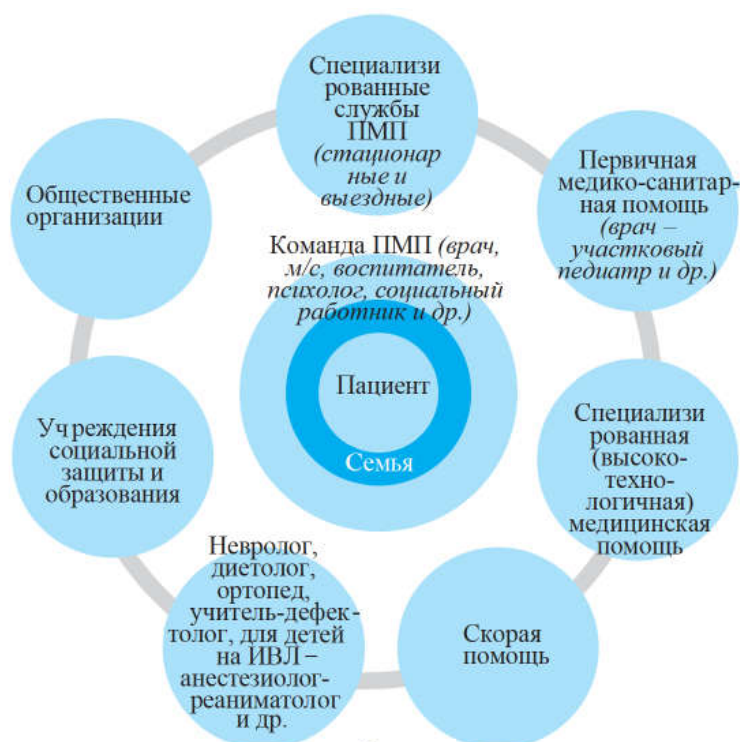 Специализи
рованные
службы
ПМП
(стационар
ные и
выездные)
Первичная
медико-санитар-
ная помощь
(врач –
участковый
педиатр и др.)
Специализи
рованная
(высоко-
техно-
логичная)
медицинская
помощь
Скорая
помощь
Невролог,
диетолог,
ортопед,
учитель-дефек-
толог, для детей
на ИВЛ –
анестезиолог-
реаниматолог
и др.
Учреждения
социальной
защиты и
образования
Общественные
организации
Команда ПМП (врач,
м/с, воспитатель,
психолог, социальный
работник и др.)
Пациент
Семья